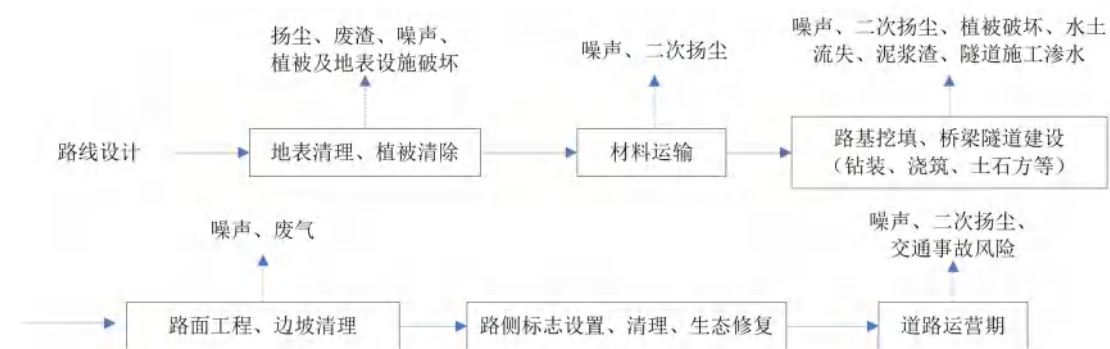 扬尘、废渣、噪声、
植被及地表设施破坏
噪声、二次扬尘
噪声、二次扬尘、植被破坏、水土
流失、泥浆渣、隧道施工渗水
路线设计
地表清理、植被清除
材料运输
路基挖填、桥梁隧道建设
（钻装、浇筑、土石方等）
噪声、废气
噪声、二次扬尘、
交通事故风险
路面工程、边坡清理
路侧标志设置、清理、生态修复
道路运营期